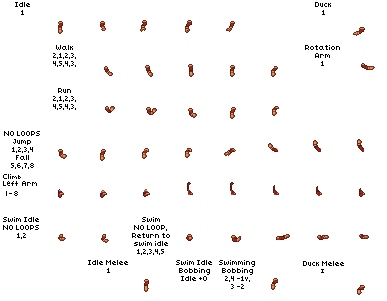 Idle
1
Duck
1
Walk
2,1,2,3,
4,5,4,3,
Rotation
Arm
1
Run
2,1,2,3,
4,5,4,3,
NO LOOPS
Jump
1,2,3,4
Fall
5,6,7,8
Climb
Left Arm
1-8
Swim Idle
NO LOOPS
1,2
Swim
NO LOOP,
Return to
swim idle
1,2,3,4,5
Idle Melee
1
Swim Idle
Bobbing
Idle +0
Swimming
Bobbing
2,4 -1v,
3 -2
Duck Melee
1